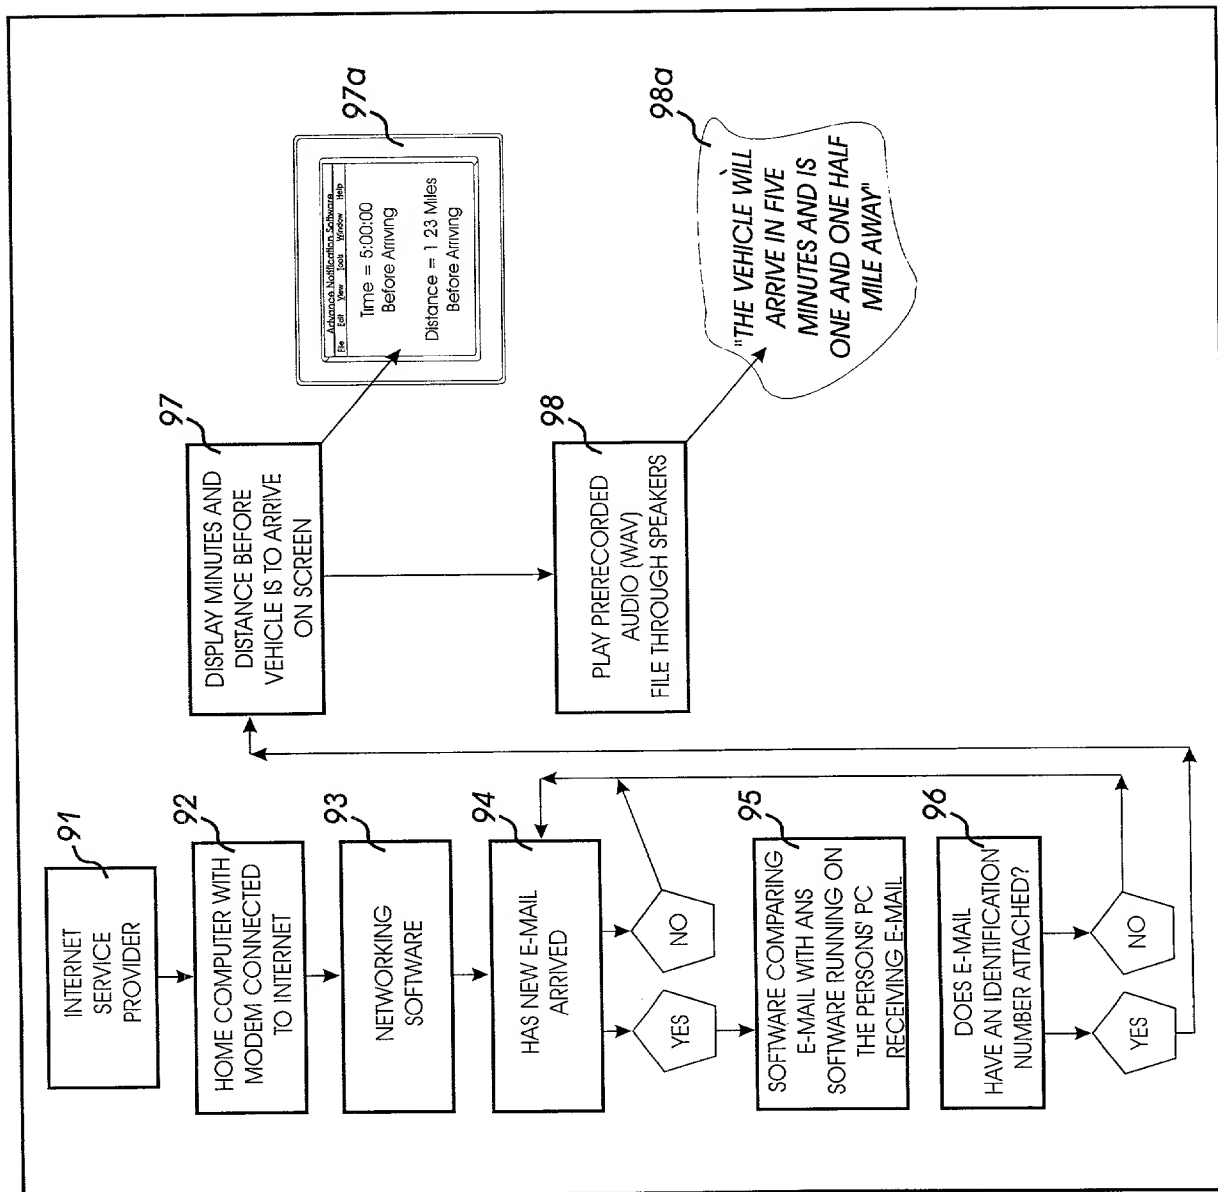 91
INTERNET
SERVICE
PROVIDER
92
HOME COMPUTER WITH
MODEM CONNECTED
TO INTERNET
93
NETWORKING
SOFTWARE
94
HAS NEW E-MAIL
ARRIVED
YES
NO
95
SOFTWARE COMPARING
E-MAIL WITH ANS
SOFTWARE RUNNING ON
THE PERSONS' PC
RECEIVING E-MAIL
96
DOES E-MAIL
HAVE AN IDENTIFICATION
NUMBER ATTACHED?
YES
NO
97
DISPLAY MINUTES AND
DISTANCE BEFORE
VEHICLE IS TO ARRIVE
ON SCREEN
97a
Advance Notification Software
File Edit View Tools Window Help
Time = 5:00:00
Before Arriving
Distance = 1 23 Miles
Before Arriving
98
PLAY PRERECORDED
AUDIO (WAV)
FILE THROUGH SPEAKERS
98a
"THE VEHICLE WILL
ARRIVE IN FIVE
MINUTES AND IS
ONE AND ONE HALF
MILE AWAY"